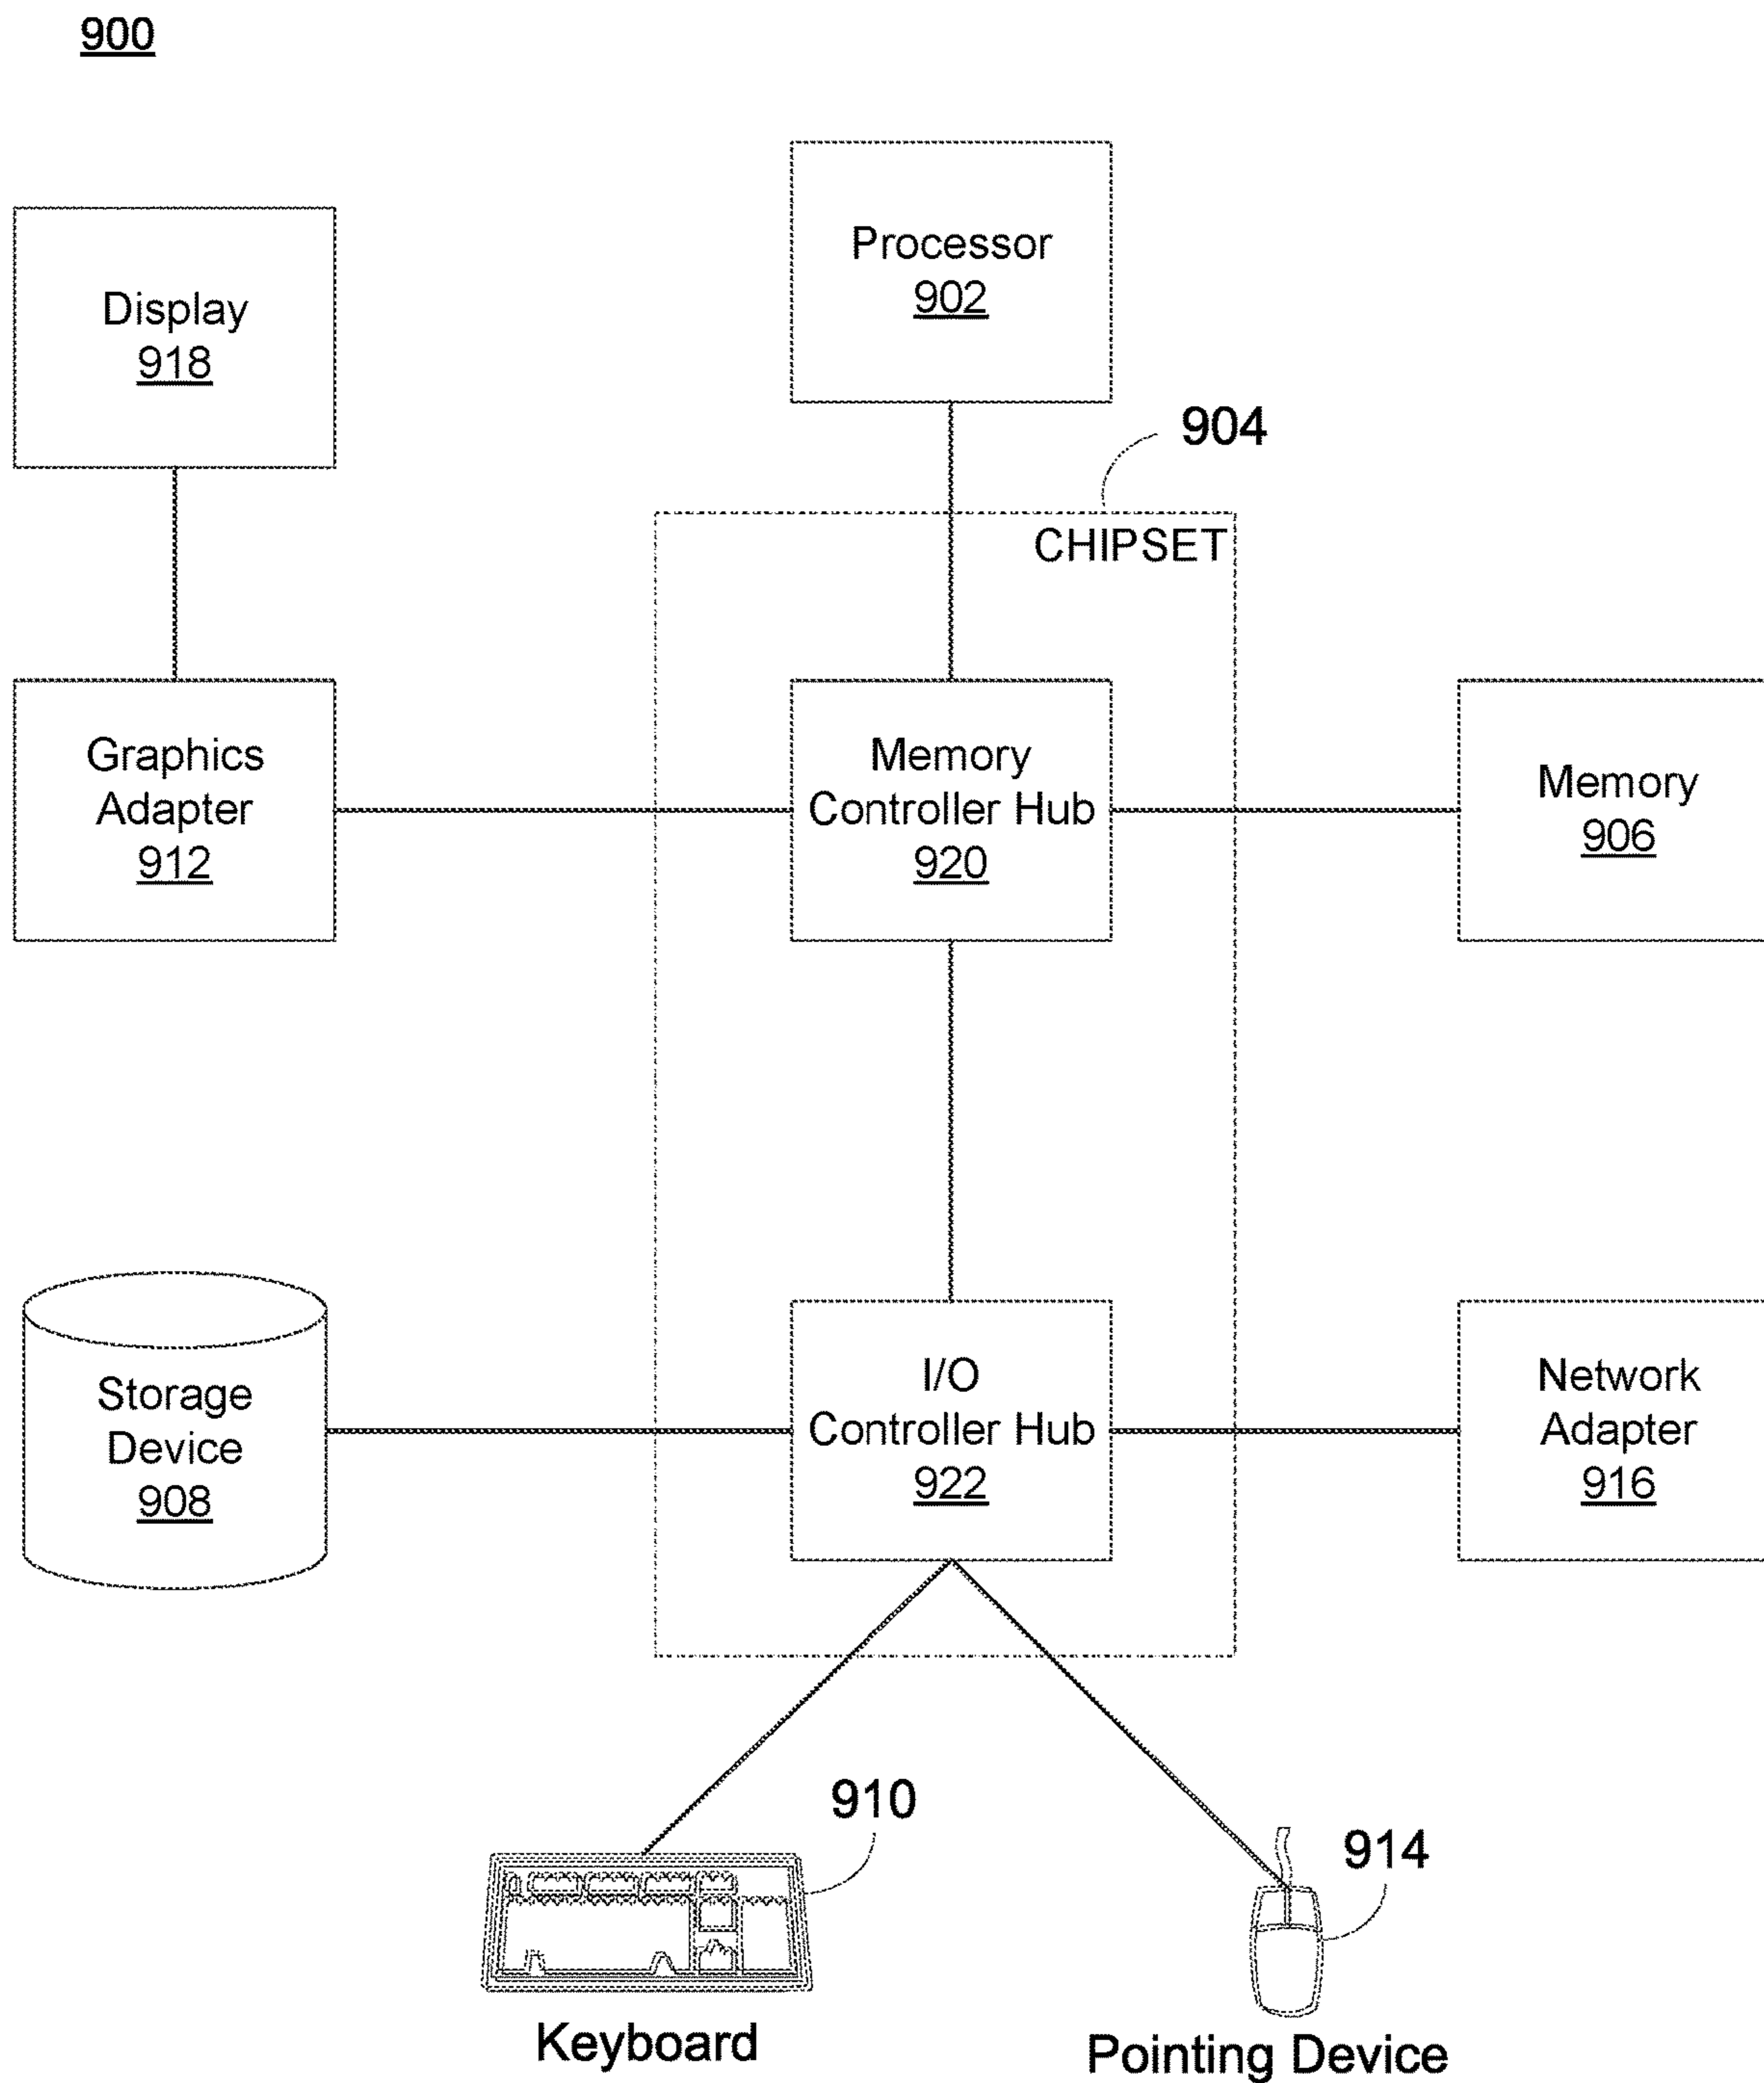 900
Processor
902
Display
918
904
CHIPSET
Graphics
Adapter
912
Memory
Controller Hub
920
Memory
906
Storage
Device
908
I/O
Controller Hub
922
Network
Adapter
916
910
914
Keyboard
Pointing Device